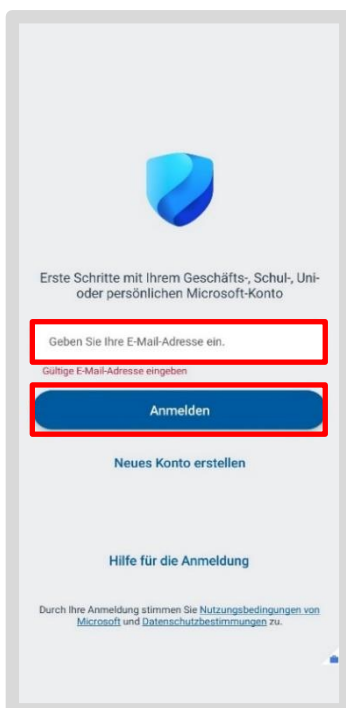 Erste Schritte mit Ihrem Geschäfts-, Schul-, Uni-
oder persönlichen Microsoft-Konto
Geben Sie Ihre E-Mail-Adresse ein.
Gültige E-Mail-Adresse eingeben
Anmelden
Neues Konto erstellen
Hilfe für die Anmeldung
Durch Ihre Anmeldung stimmen Sie Nutzungsbedingungen von
Microsoft und Datenschutzbestimmungen zu.